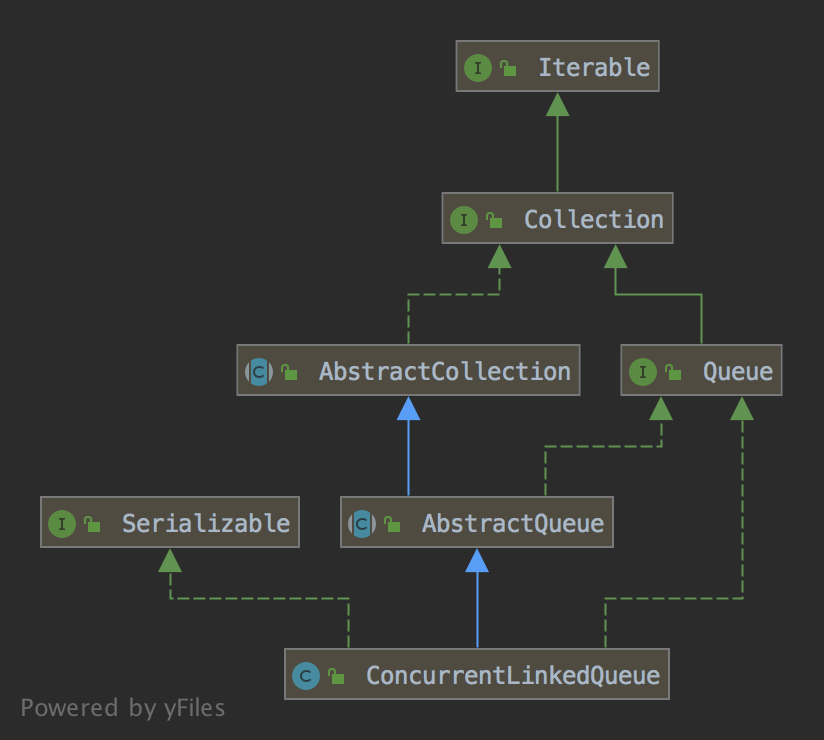 I Iterable
I Collection
C AbstractCollection
I Queue
I Serializable
C AbstractQueue
C ConcurrentLinkedQueue
Powered by yFiles